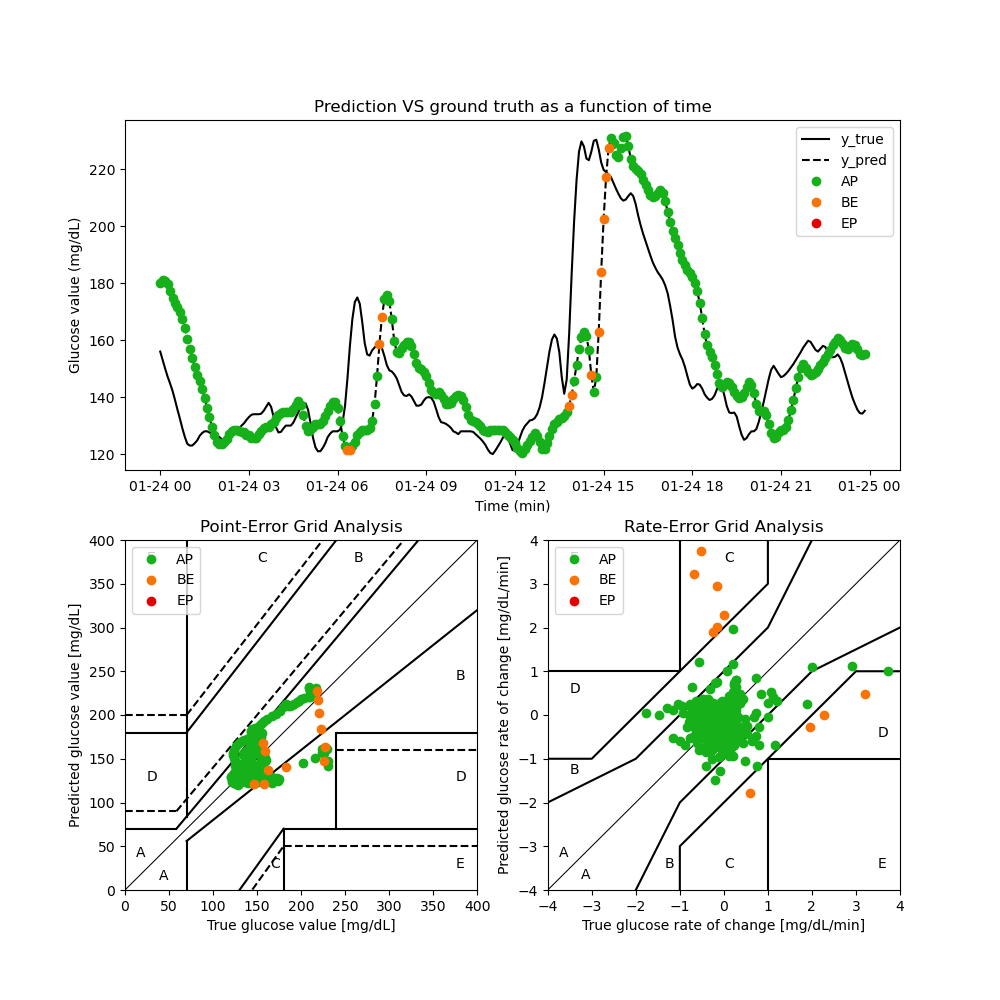 Prediction VS ground truth as a function of time
Glucose value (mg/dL)
220
200
180
160
140
120
y_true
y_pred
AP
BE
EP
01-24 00 01-24 03 01-24 06 01-24 09 01-24 12 01-24 15 01-24 18 01-24 21 01-25 00
Time (min)
Point-Error Grid Analysis
Predicted glucose value [mg/dL]
400
350
300
250
200
150
100
50
0
AP
BE
EP
C
B
B
D
D
A
A
C
E
0 50 100 150 200 250 300 350 400
True glucose value [mg/dL]
Rate-Error Grid Analysis
Predicted glucose rate of change [mg/dL/min]
4
3
2
1
0
−1
−2
−3
−4
AP
BE
EP
C
D
D
B
A
A
B
C
E
−4 −3 −2 −1 0 1 2 3 4
True glucose rate of change [mg/dL/min]